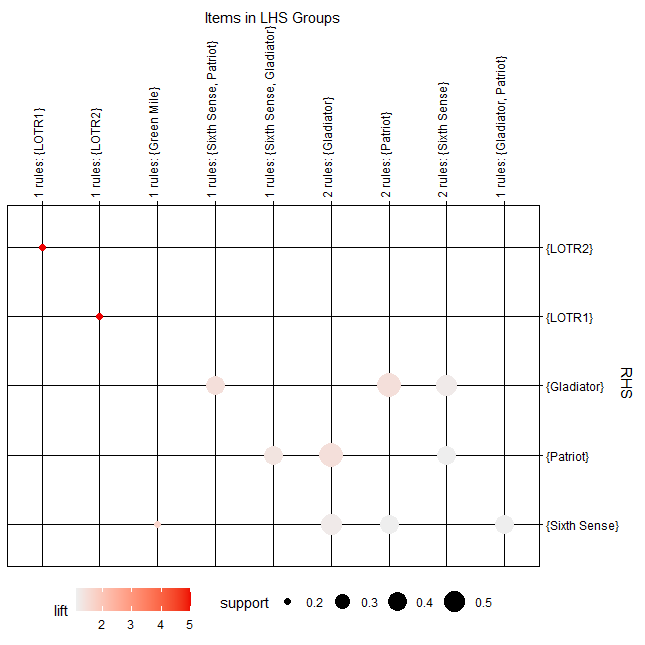 Items in LHS Groups
1 rules: {LOTR1}
1 rules: {LOTR2}
1 rules: {Green Mile}
1 rules: {Sixth Sense, Patriot}
1 rules: {Sixth Sense, Gladiator}
2 rules: {Gladiator}
2 rules: {Patriot}
2 rules: {Sixth Sense}
1 rules: {Gladiator, Patriot}
{LOTR2}
{LOTR1}
{Gladiator}
{Patriot}
{Sixth Sense}
RHS
lift
2 3 4 5
support 0.2 0.3 0.4 0.5